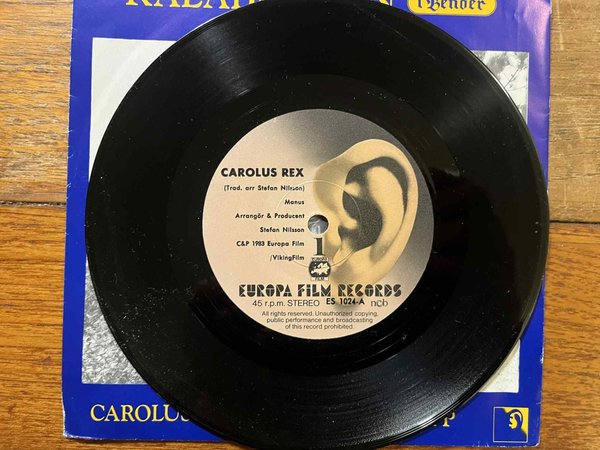 i Bender
CAROLUS REX
(Trad. arr Stefan Nilsson)
Manus
Arrangör & Producent
Stefan Nilsson
C&P 1983 Europa Film
/VikingFilm
1
EUROPA FILM RECORDS
45 r.p.m. STEREO ES 1024-A ncb
All rights reserved. Unauthorized copying,
public performance and broadcasting
of this record prohibited.
CAROLUS